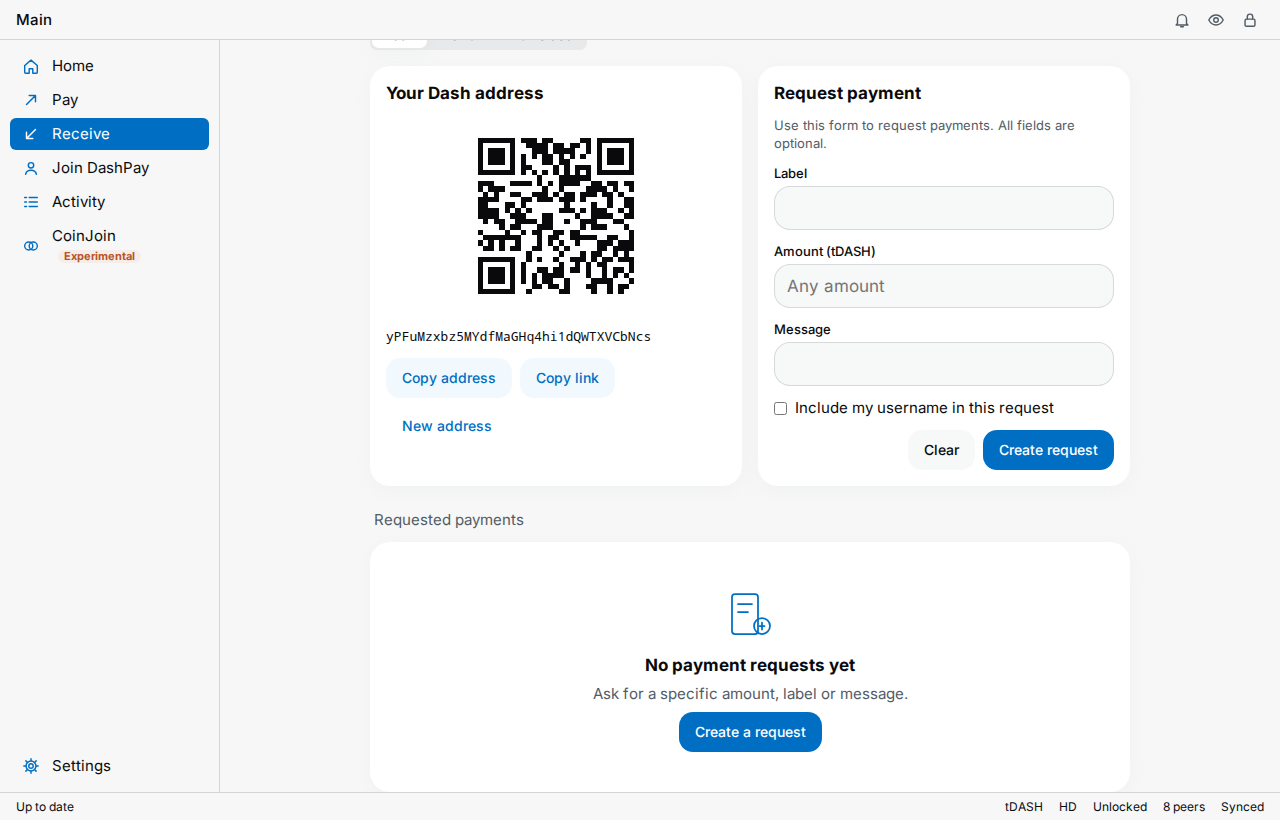 Main
Home
Pay
Receive
Join DashPay
Activity
CoinJoin
Experimental
Settings
Your Dash address
yPFuMzxbz5MYdfMaGHq4hi1dQWTXVCbNcs
Copy address
Copy link
New address
Request payment
Use this form to request payments. All fields are
optional.
Label
Amount (tDASH)
Any amount
Message
Include my username in this request
Clear
Create request
Requested payments
No payment requests yet
Ask for a specific amount, label or message.
Create a request
Up to date
tDASH
HD
Unlocked
8 peers
Synced